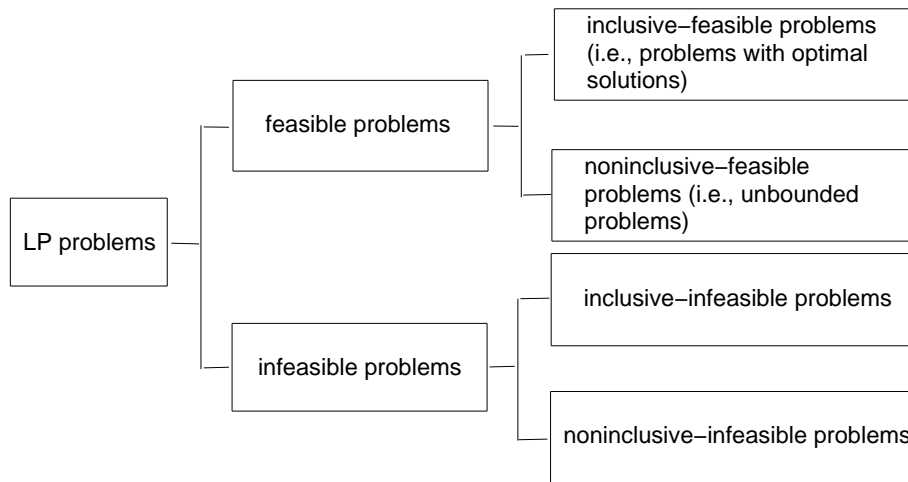 LP problems
feasible problems
infeasible problems
inclusive−feasible problems
(i.e., problems with optimal
solutions)
noninclusive−feasible
problems (i.e., unbounded
problems)
inclusive−infeasible problems
noninclusive−infeasible problems